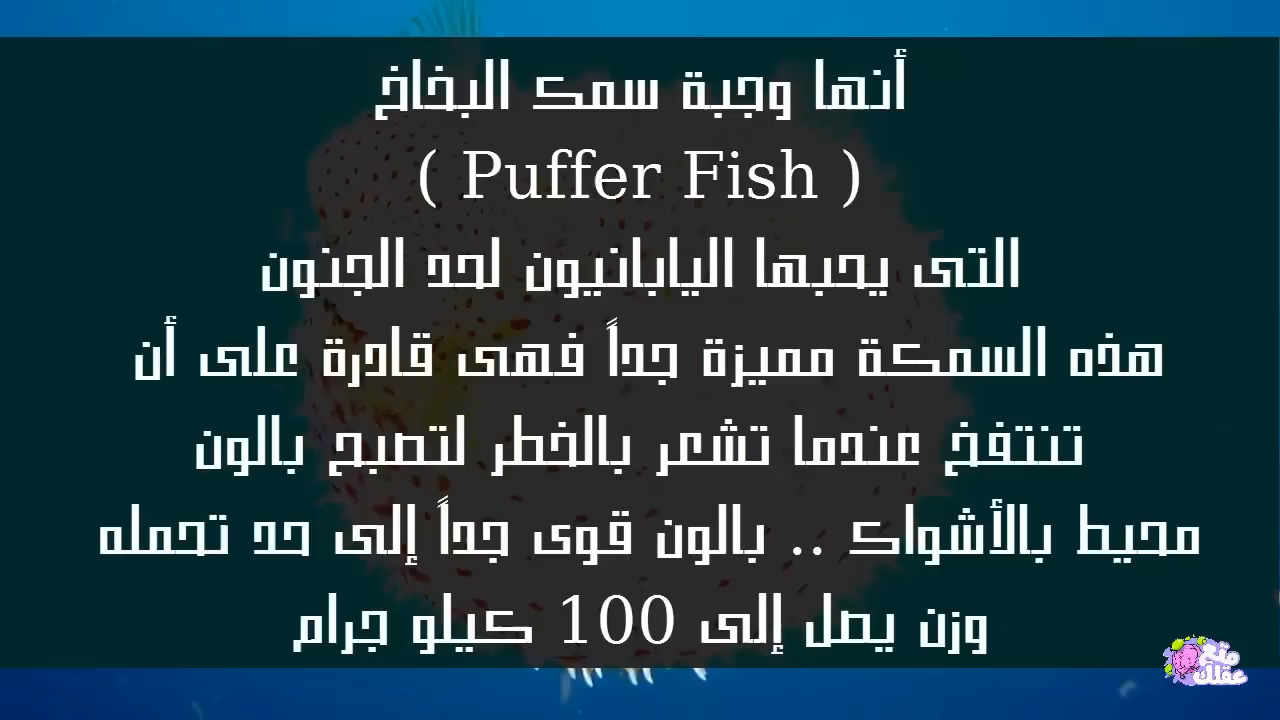 أنها وجبة سمك البخاخ
( Puffer Fish )
التى يحبها اليابانيون لحد الجنون
هذه السمكة مميزة جداً فهى قادرة على أن
تنتفخ عندما تشعر بالخطر لتصبح بالون
محيط بالأشواك .. بالون قوى جداً إلى حد تحمله
وزن يصل إلى 100 كيلو جرام
متع
عقلك